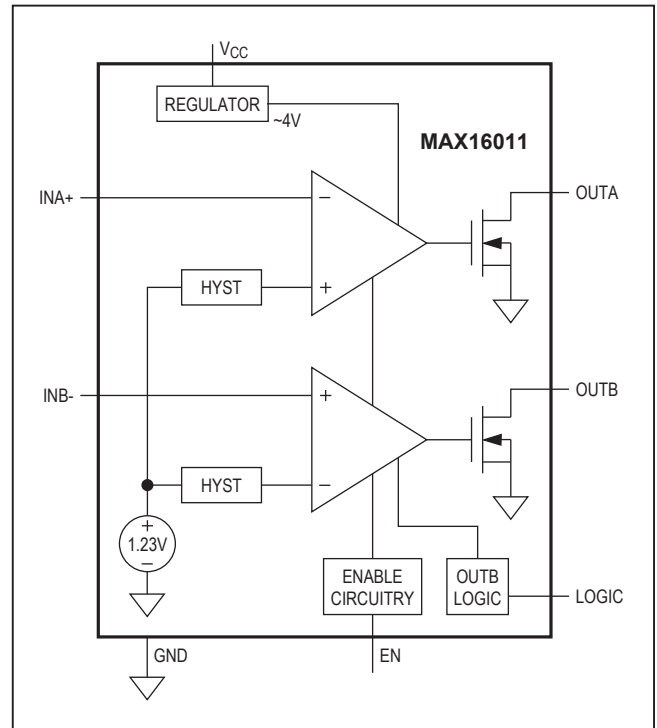 VCC
REGULATOR
~4V
MAX16011
INA+
−
OUTA
HYST
+
INB-
+
OUTB
HYST
−
+
1.23V
−
ENABLE
CIRCUITRY
OUTB
LOGIC
LOGIC
GND
EN